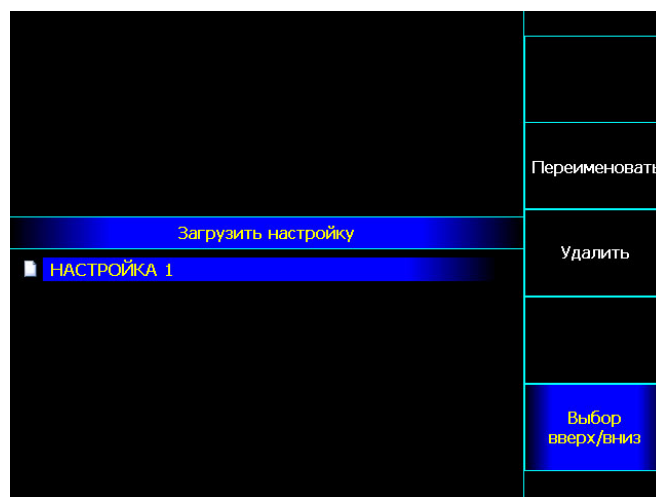 Переименовать
Загрузить настройку
Удалить
НАСТРОЙКА 1
Выбор
вверх/вниз